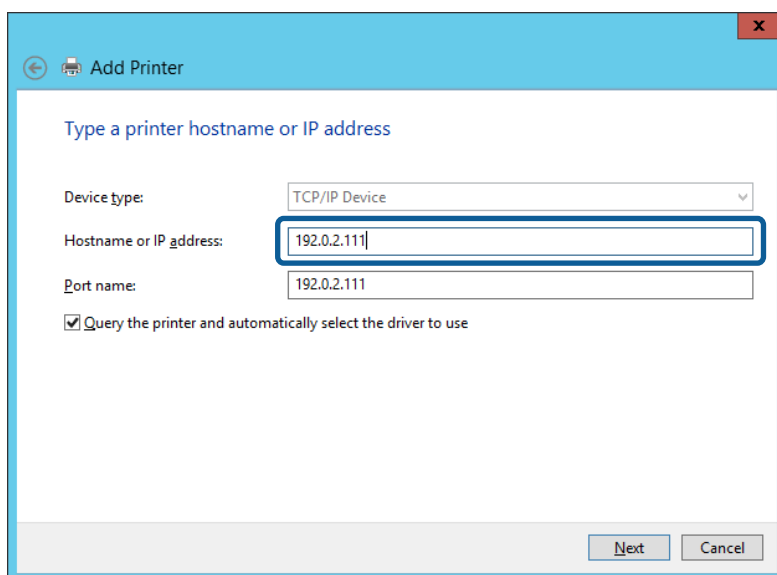 x
Add Printer
Type a printer hostname or IP address
Device type: TCP/IP Device
Hostname or IP address: 192.0.2.111
Port name: 192.0.2.111
Query the printer and automatically select the driver to use
Next Cancel